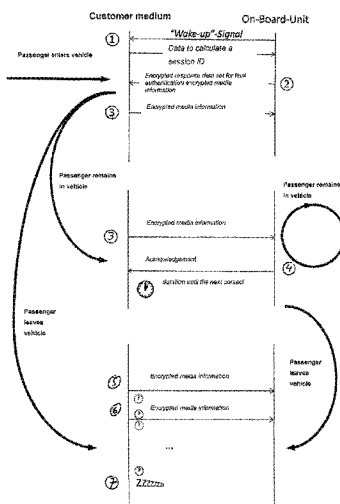 Customer medium
On-Board-Unit
①
"Wake-up"-Signal
Data to calculate a
session ID
Passenger enters vehicle
Encrypted response data set for final
authentication encrypted media
information
②
③
Encrypted media information
Passenger remains
in vehicle
Passenger remains
in vehicle
Encrypted media information
③
Acknowledgement
④
duration until the next contact
Passenger
leaves
vehicle
Passenger
leaves
vehicle
⑤
Encrypted media information
⑥
Encrypted media information
...
⑦
ZZzzzzz